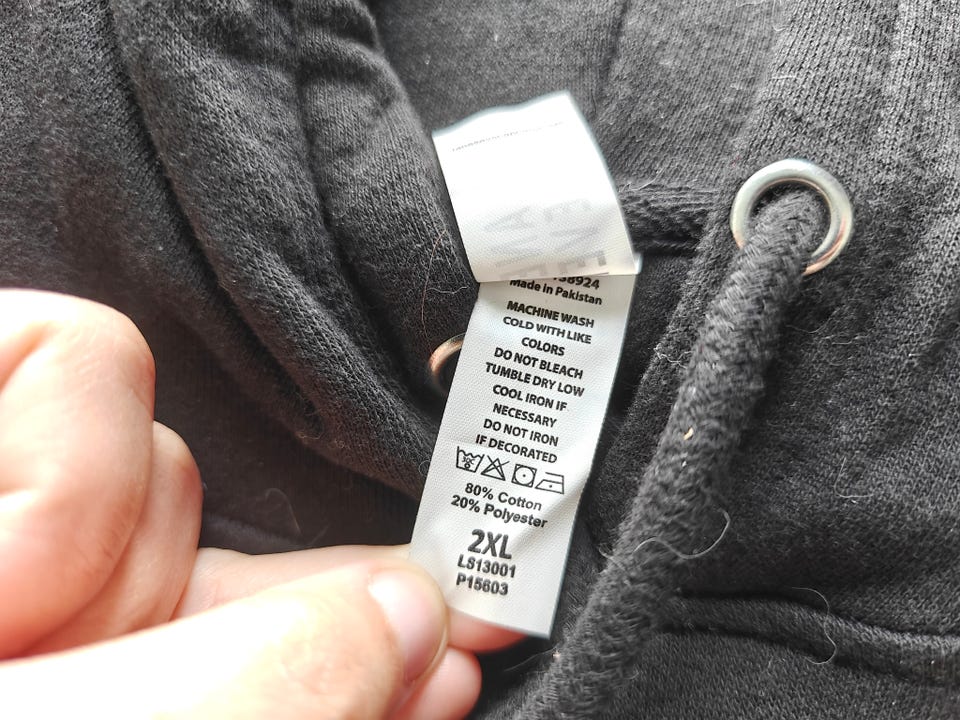 38924
Made in Pakistan
MACHINE WASH
COLD WITH LIKE
COLORS
DO NOT BLEACH
TUMBLE DRY LOW
COOL IRON IF
NECESSARY
DO NOT IRON
IF DECORATED
80% Cotton
20% Polyester
2XL
LS13001
P15603